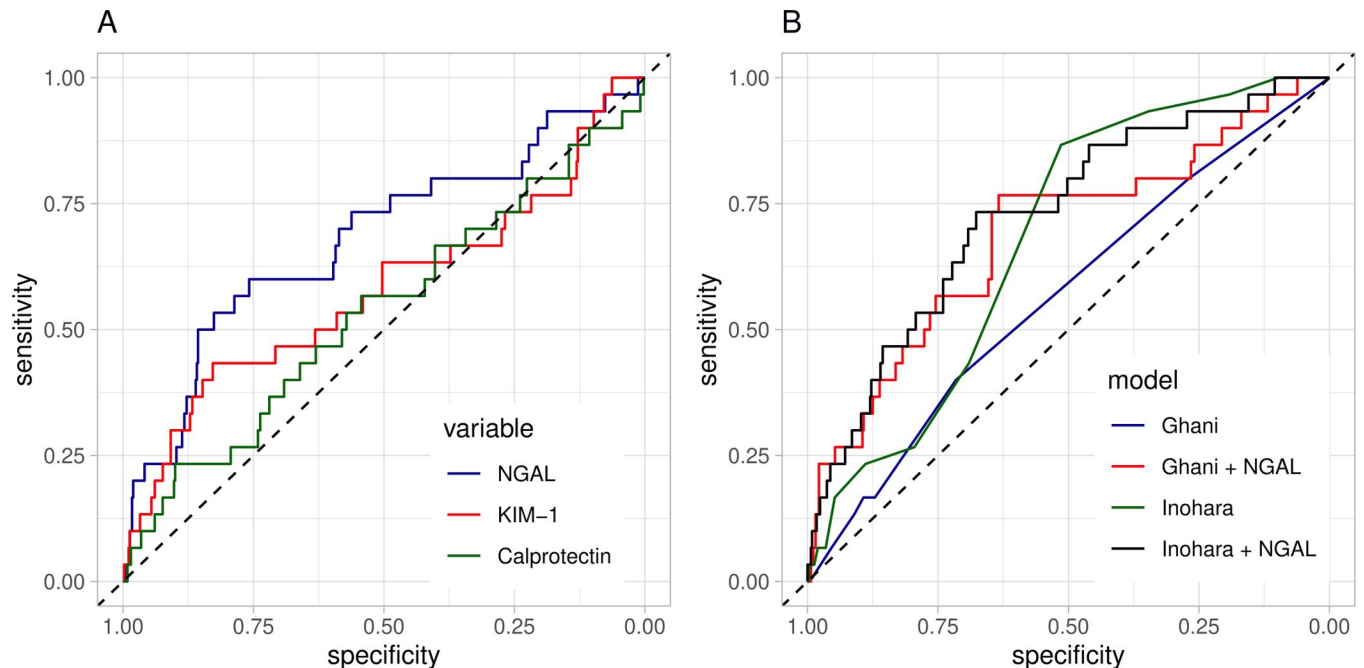 A
1.00
0.75
0.50
0.25
0.00
sensitivity
1.00 0.75 0.50 0.25 0.00
specificity
variable
NGAL
KIM−1
Calprotectin
B
1.00
0.75
0.50
0.25
0.00
sensitivity
1.00 0.75 0.50 0.25 0.00
specificity
model
Ghani
Ghani + NGAL
Inohara
Inohara + NGAL